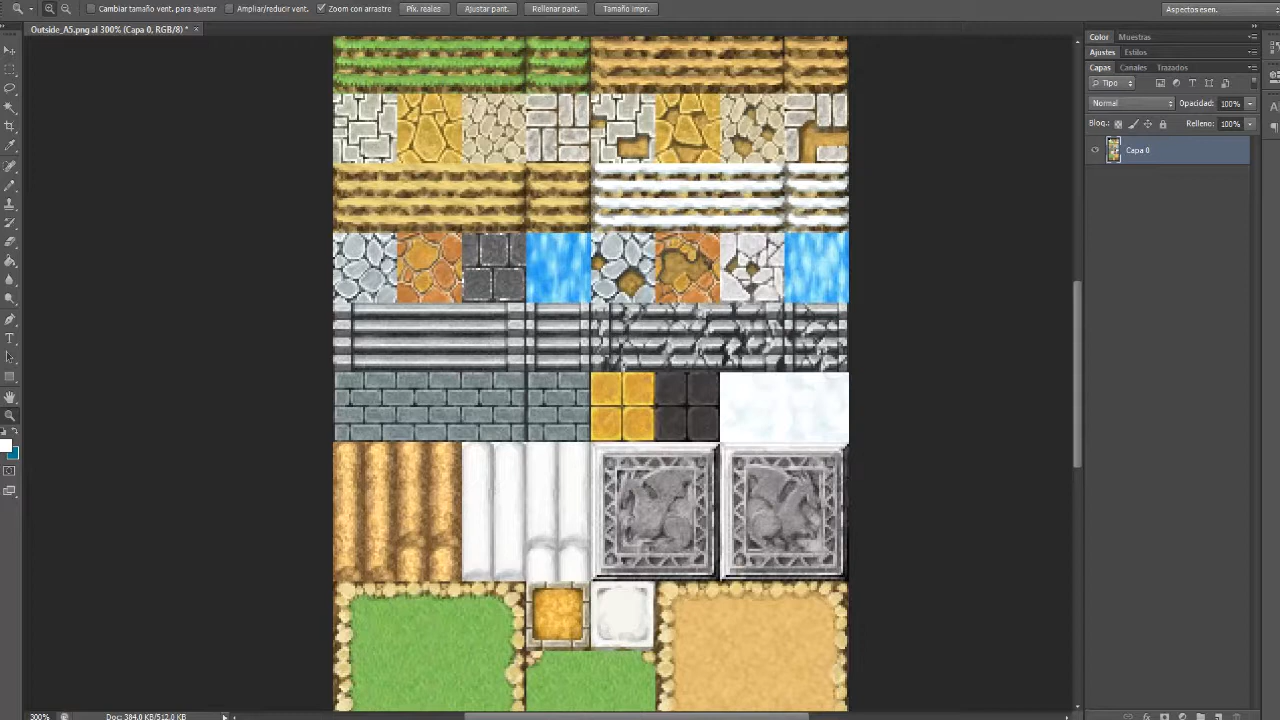 Cambiar tamaño vent. para ajustar Ampliar/reducir vent. Zoom con arrastre Píx. reales Ajustar pant. Rellenar pant. Tamaño impr. Aspectos esen.
Outside_A5.png al 300% (Capa 0, RGB/8) * ×
Color Muestras
Ajustes Estilos
Capas Canales Trazados
Tipo
Normal Opacidad: 100%
Bloq.: Relleno: 100%
Capa 0
300% Doc: 384.0 KB/512.0 KB